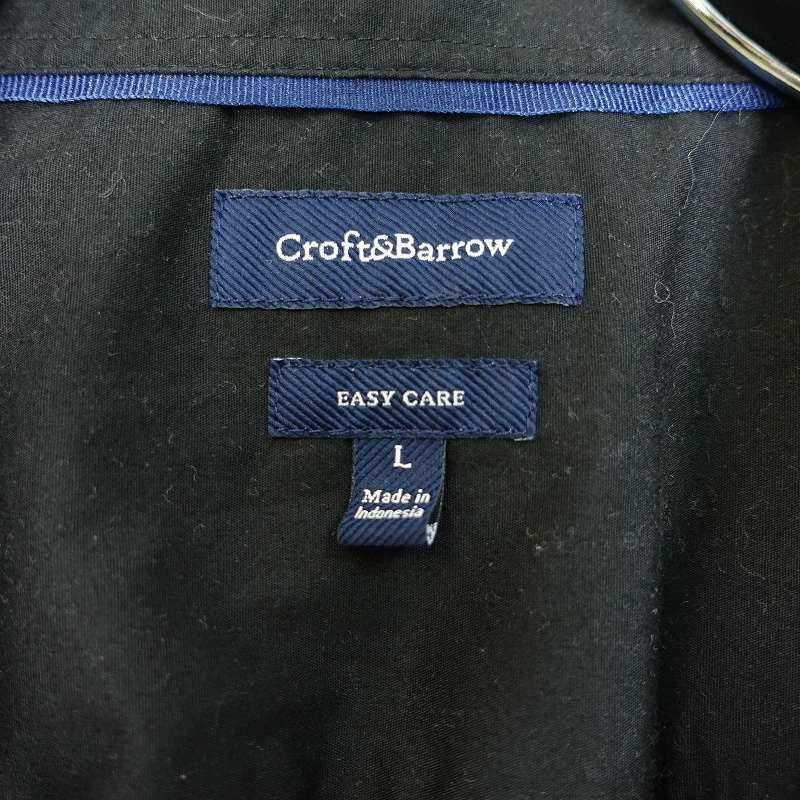 Croft&Barrow
EASY CARE
L
Made in
Indonesia